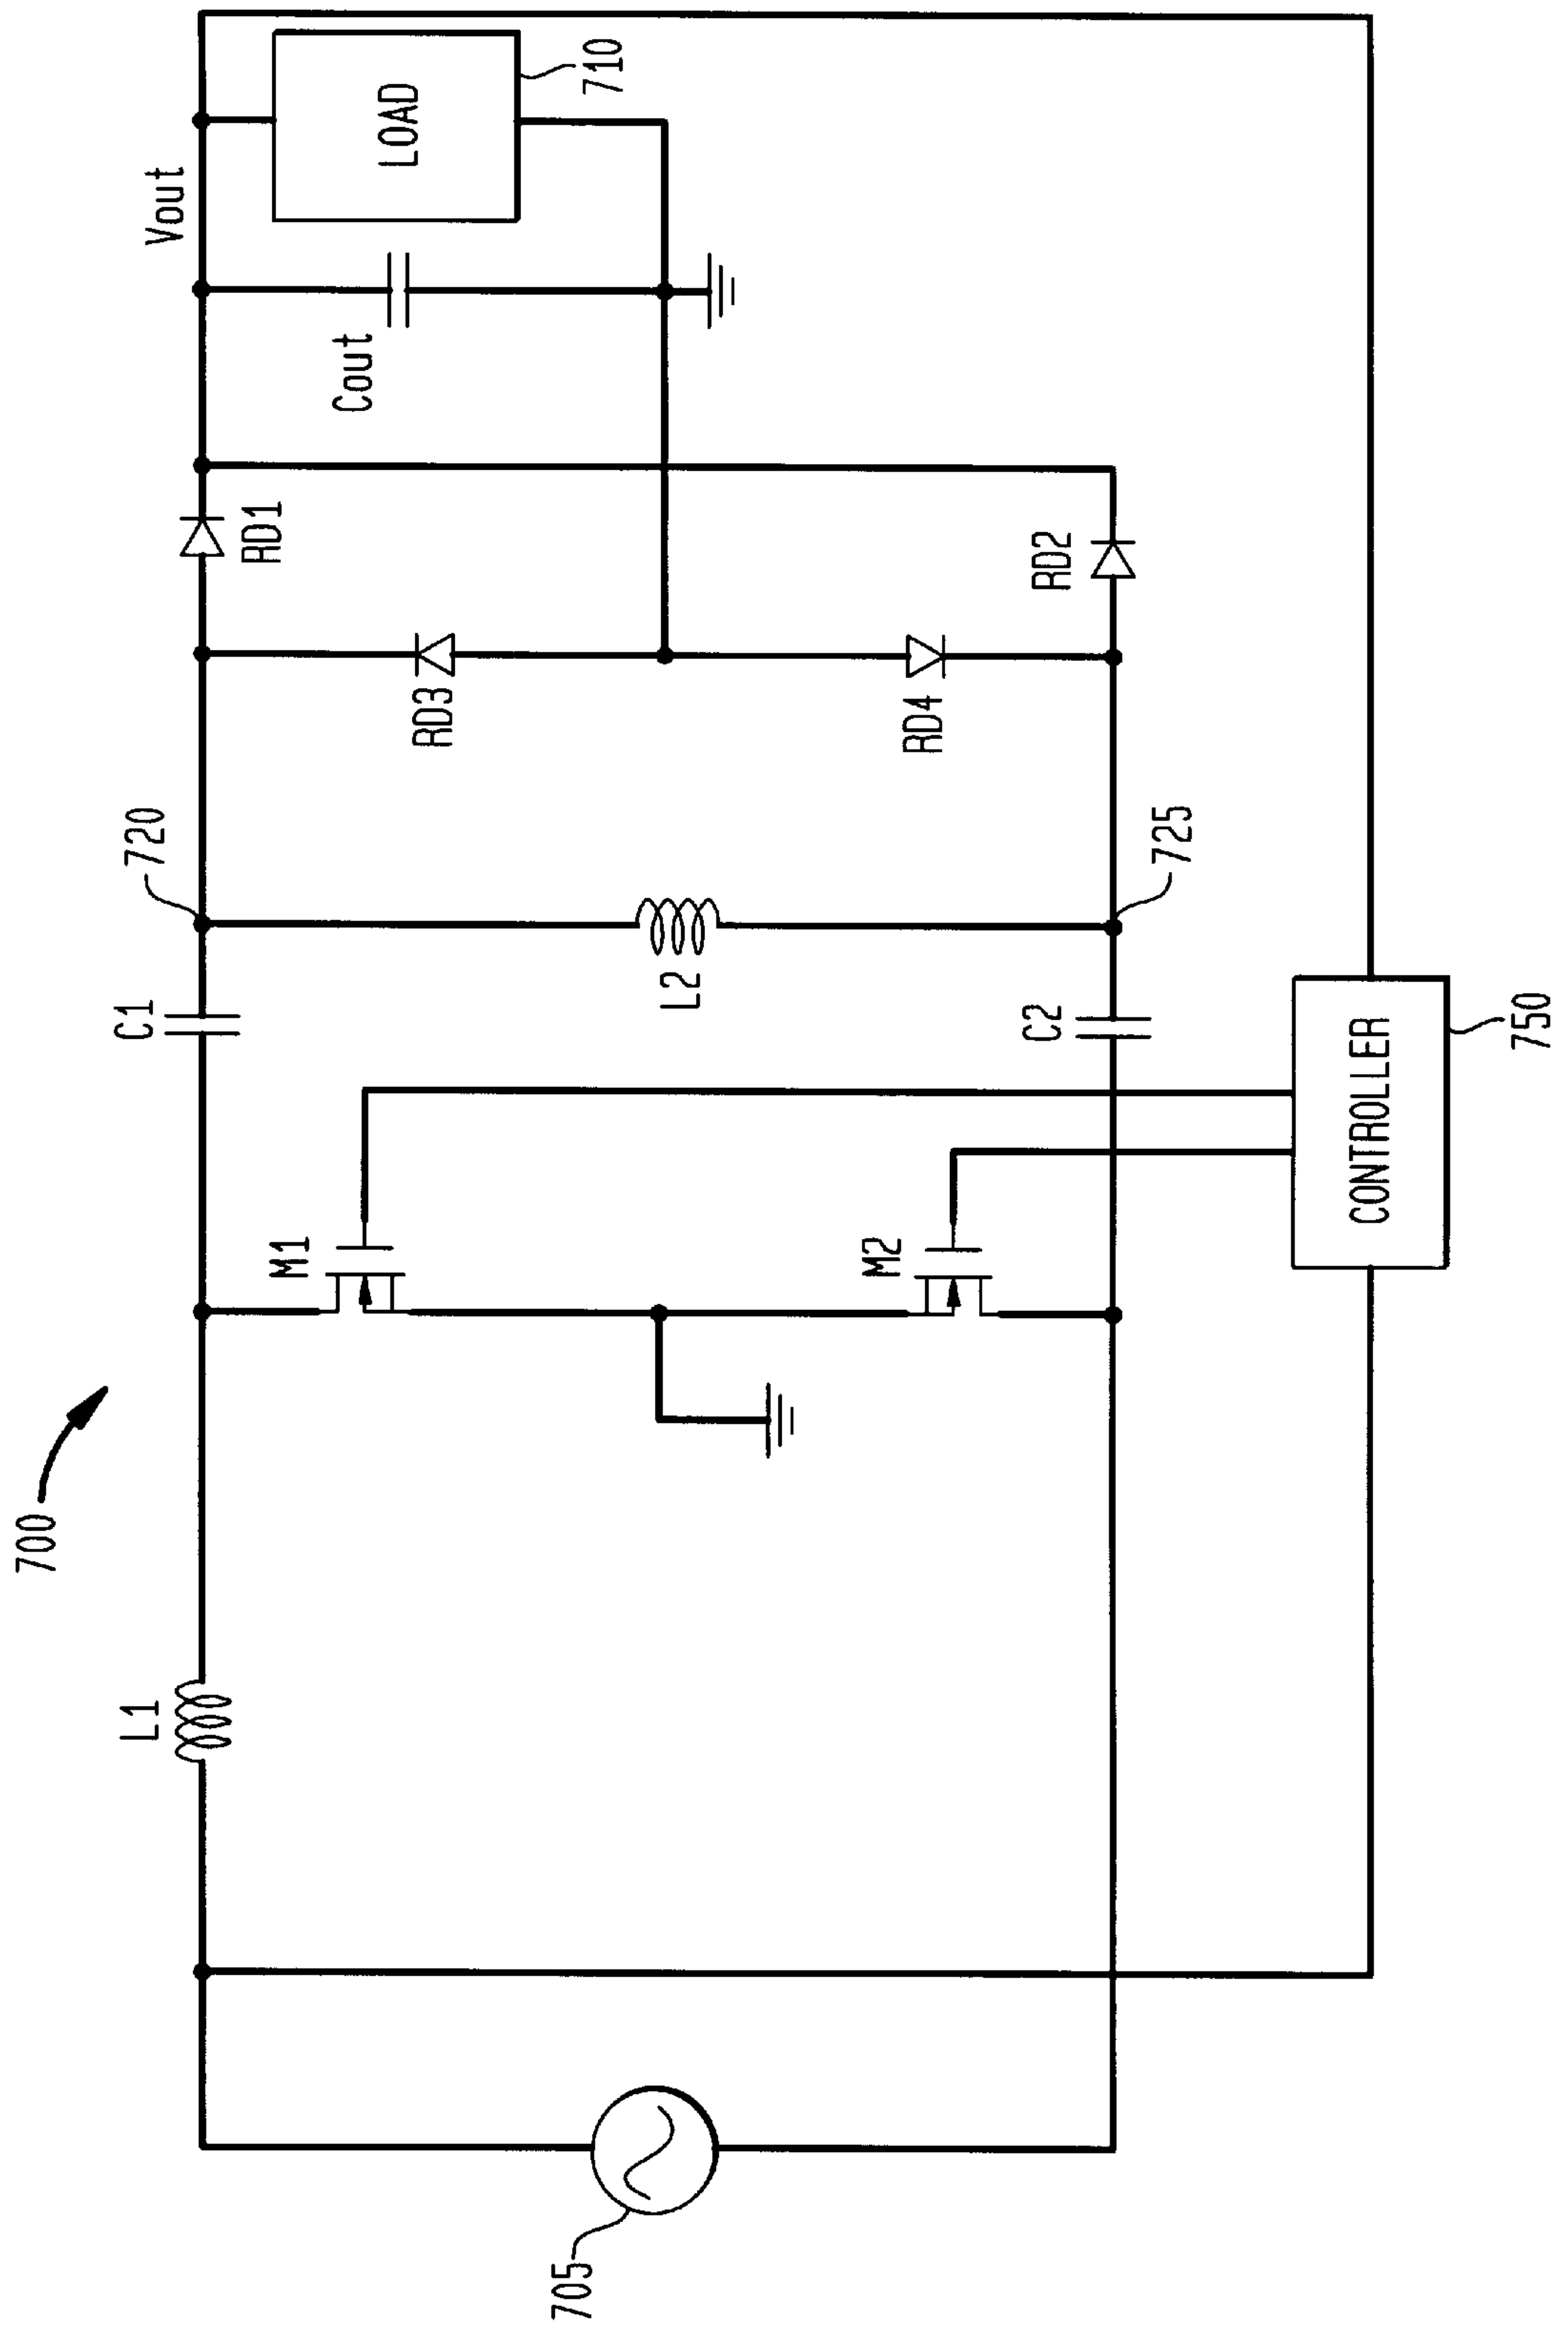 700
L1
M1
C1
720
RD1
Vout
LOAD
710
Cout
RD3
L2
RD4
RD2
M2
C2
725
705
CONTROLLER
750